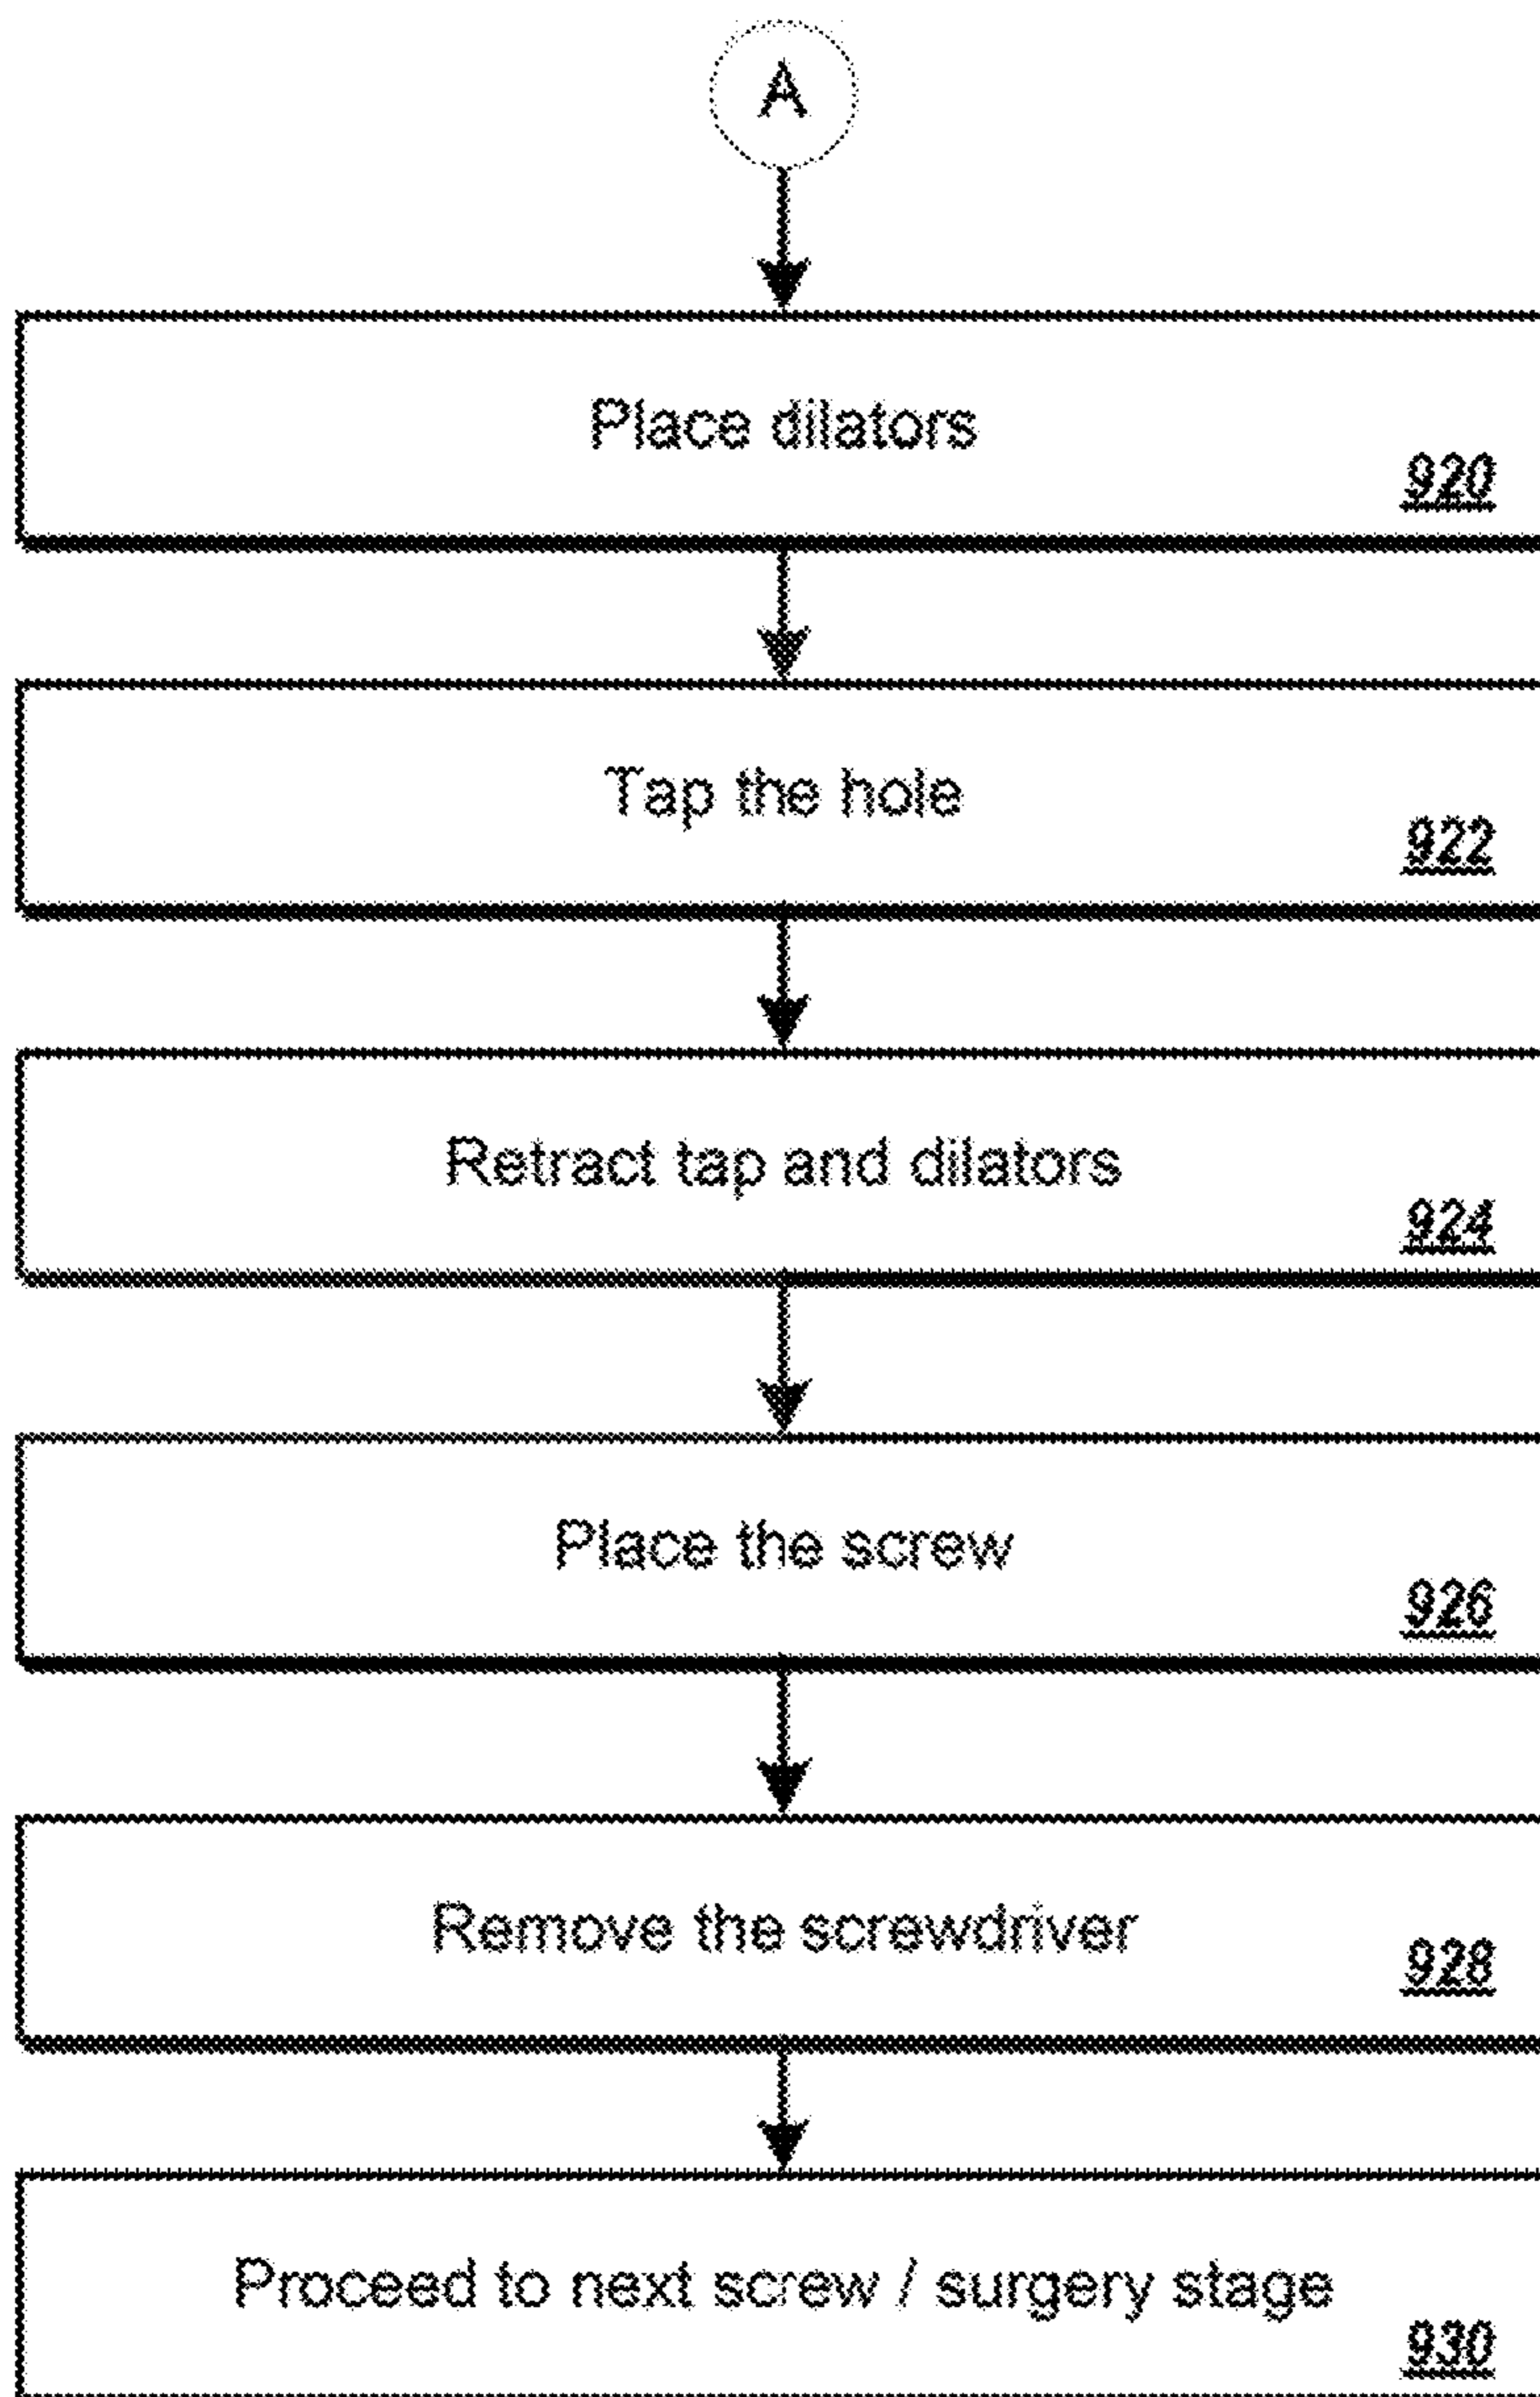 A
Place dilators
920
Tap the hole
922
Retract tap and dilators
924
Place the screw
926
Remove the screwdriver
928
Proceed to next screw / surgery stage
930